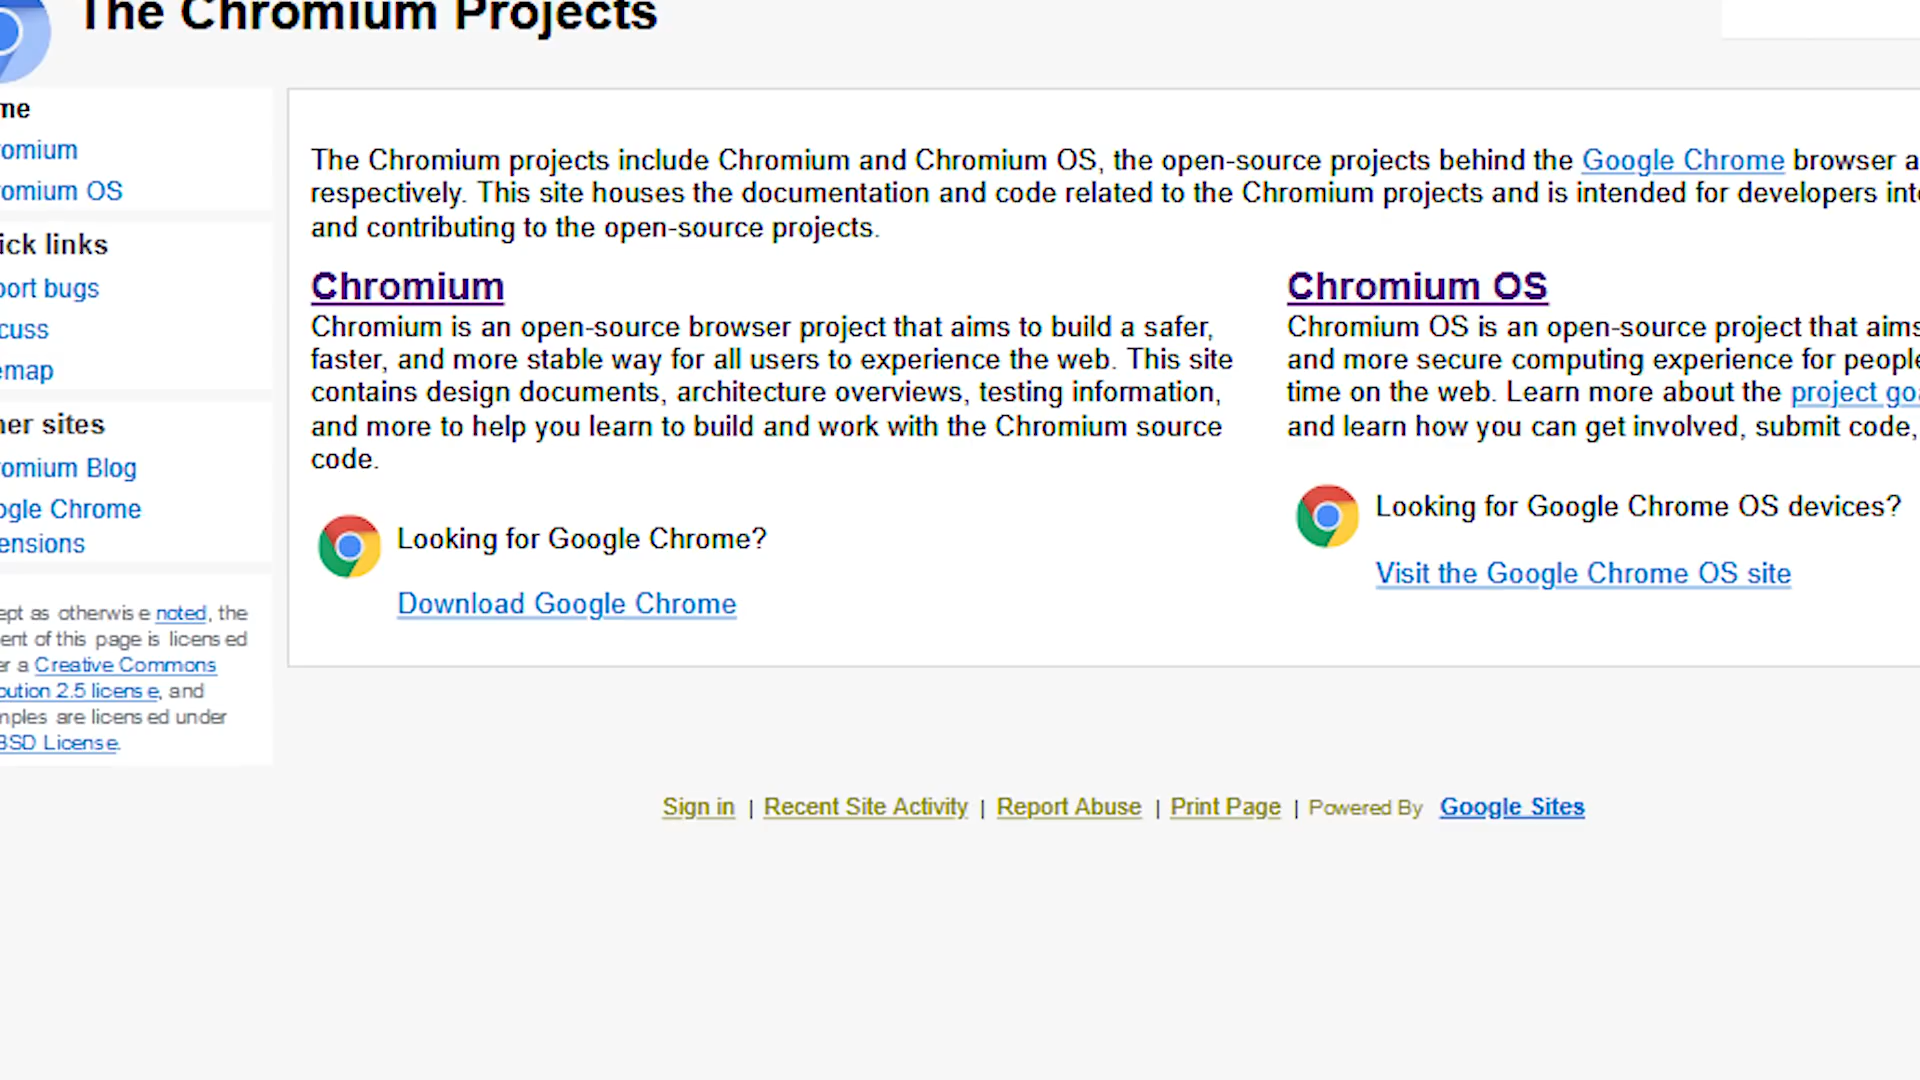 The Chromium Projects
me
omium
omium OS
ick links
port bugs
cuss
emap
her sites
omium Blog
ogle Chrome
ensions
ept as otherwise noted, the
ent of this page is licensed
er a Creative Commons
bution 2.5 license, and
mples are licensed under
BSD License.
The Chromium projects include Chromium and Chromium OS, the open-source projects behind the Google Chrome browser a
respectively. This site houses the documentation and code related to the Chromium projects and is intended for developers inte
and contributing to the open-source projects.
Chromium
Chromium is an open-source browser project that aims to build a safer,
faster, and more stable way for all users to experience the web. This site
contains design documents, architecture overviews, testing information,
and more to help you learn to build and work with the Chromium source
code.
Looking for Google Chrome?
Download Google Chrome
Chromium OS
Chromium OS is an open-source project that aims
and more secure computing experience for people
time on the web. Learn more about the project goa
and learn how you can get involved, submit code,
Looking for Google Chrome OS devices?
Visit the Google Chrome OS site
Sign in | Recent Site Activity | Report Abuse | Print Page | Powered By Google Sites